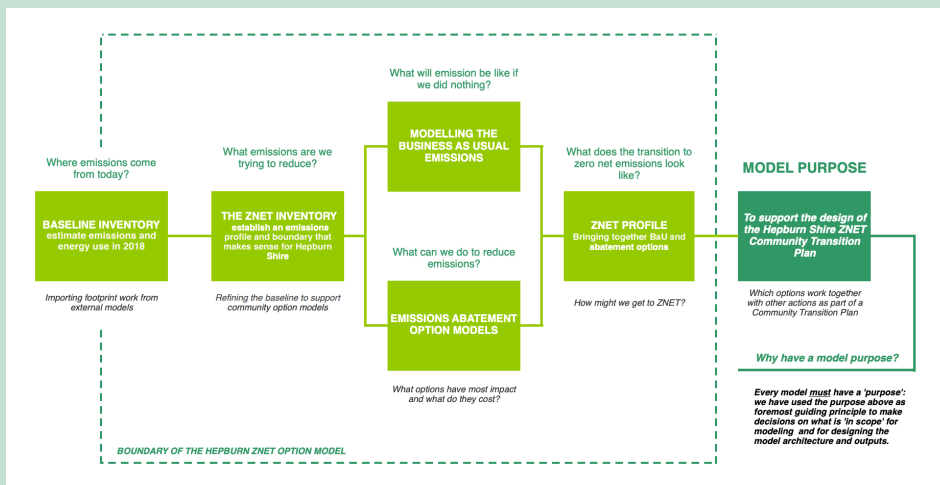 What will emission be like if
we did nothing?
MODELLING THE
BUSINESS AS USUAL
EMISSIONS
Where emissions come
from today?
BASELINE INVENTORY
estimate emissions and
energy use in 2018
Importing footprint work from
external models
What emissions are we
trying to reduce?
THE ZNET INVENTORY
establish an emissions
profile and boundary that
makes sense for Hepburn
Shire
Refining the baseline to support
community option models
What can we do to reduce
emissions?
EMISSIONS ABATEMENT
OPTION MODELS
What options have most impact
and what do they cost?
What does the transition to
zero net emissions look
like?
ZNET PROFILE
Bringing together BaU and
abatement options
How might we get to ZNET?
MODEL PURPOSE
To support the design of
the Hepburn Shire ZNET
Community Transition
Plan
Which options work together
with other actions as part of a
Community Transition Plan
Why have a model purpose?
Every model must have a 'purpose':
we have used the purpose above as
foremost guiding principle to make
decisions on what is 'in scope' for
modeling and for designing the
model architecture and outputs.
BOUNDARY OF THE HEPBURN ZNET OPTION MODEL